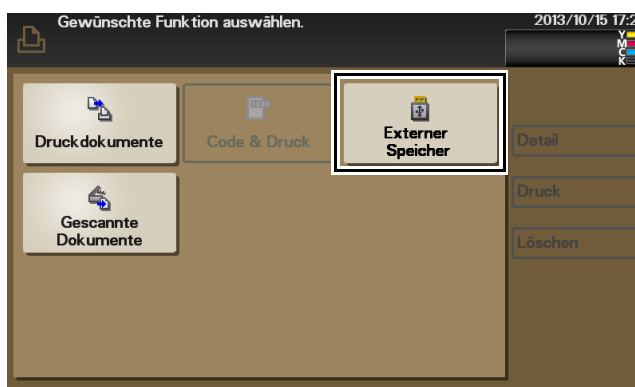 Gewünschte Funktion auswählen.
2013/10/15 17:2
Y
M
C
K
Druckdokumente
Code & Druck
Externer
Speicher
Detail
Gescannte
Dokumente
Druck
Löschen